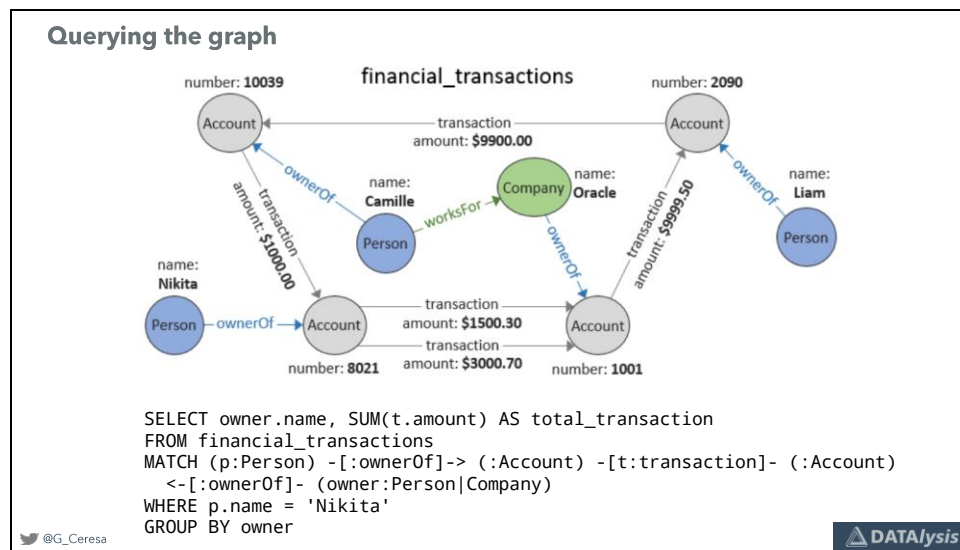 Querying the graph
financial_transactions
number: 10039
number: 2090
Account
transaction
amount: $9900.00
Account
ownerOf
name:
Camille
Company
name:
Oracle
ownerOf
name:
Liam
transaction
amount: $1000.00
Person
worksFor
ownerOf
transaction
amount: $9999.50
Person
name:
Nikita
Person
ownerOf
Account
transaction
amount: $1500.30
transaction
amount: $3000.70
Account
number: 8021
number: 1001
SELECT owner.name, SUM(t.amount) AS total_transaction
FROM financial_transactions
MATCH (p:Person) -[:ownerOf]-> (:Account) -[t:transaction]- (:Account)
<-[:ownerOf]- (owner:Person|Company)
WHERE p.name = 'Nikita'
GROUP BY owner
@G_Ceresa
DATAlysis